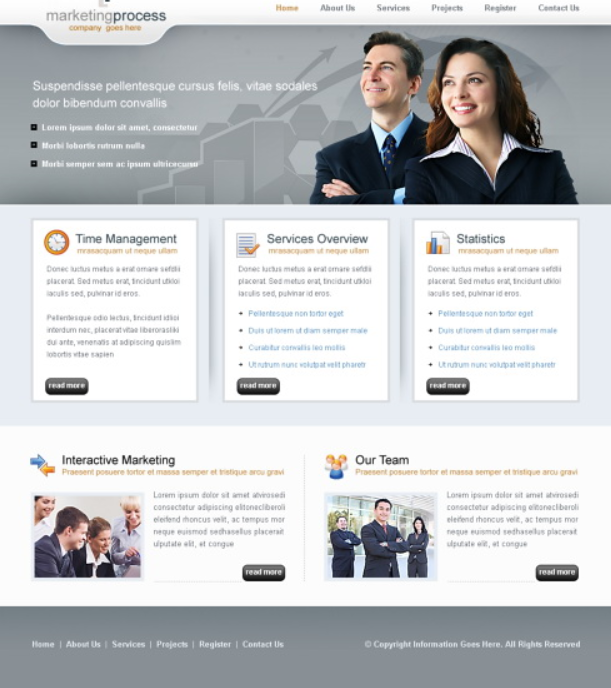 marketingprocess
company goes here
Home About Us Services Projects Register Contact Us
Suspendisse pellentesque cursus felis, vitae sodales
dolor bibendum convallis
Lorem ipsum dolor sit amet, consectetur
Morbi lobortis rutrum nulla
Morbi semper sem ac ipsum ultricecursu
Time Management
mrasacquam ut neque ullam
Donec luctus metus a erat ornare sefdii
placerat. Sed metus erat, tincidunt utkloi
iaculis sed, pulvinar id eros.
Pellentesque odio lectus, tincidunt idloi
interdum nec, placerat vitae liberorasliki
dui ante, venenatis at adipiscing quislim
lobortis vitae sapien
read more
Services Overview
mrasacquam ut neque ullam
Donec luctus metus a erat ornare sefdii
placerat. Sed metus erat, tincidunt utkloi
iaculis sed, pulvinar id eros.
Pellentesque non tortor eget
Duis ut lorem ut diam semper male
Curabitur convallis leo mollis
Ut rutrum nunc volutpat velit pharetr
read more
Statistics
mrasacquam ut neque ullam
Donec luctus metus a erat ornare sefdii
placerat. Sed metus erat, tincidunt utkloi
iaculis sed, pulvinar id eros.
Pellentesque non tortor eget
Duis ut lorem ut diam semper male
Curabitur convallis leo mollis
Ut rutrum nunc volutpat velit pharetr
read more
Interactive Marketing
Praesent posuere tortor et massa semper et tristique arcu gravi
Lorem ipsum dolor sit amet atvirosedi
consectetur adipiscing elitonecliberoli
eleifend rhoncus velit, ac tempus mor
neque euismod sedhasellus placerait
ulputate elit, et congue
read more
Our Team
Praesent posuere tortor et massa semper et tristique arcu gravi
Lorem ipsum dolor sit amet atvirosedi
consectetur adipiscing elitonecliberoli
eleifend rhoncus velit, ac tempus mor
neque euismod sedhasellus placerait
ulputate elit, et congue
read more
Home | About Us | Services | Projects | Register | Contact Us
© Copyright Information Goes Here. All Rights Reserved